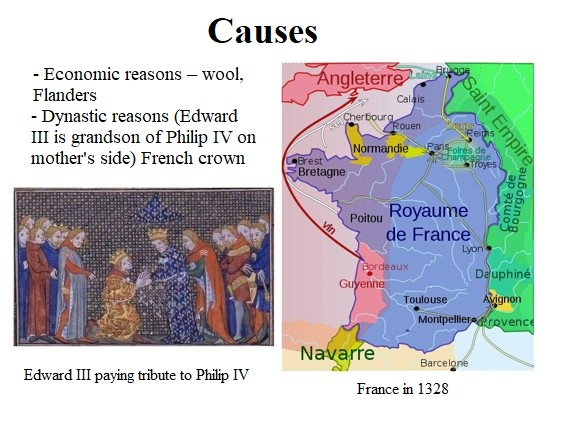 Causes
- Economic reasons – wool,
Flanders
- Dynastic reasons (Edward
III is grandson of Philip IV on
mother's side) French crown
Edward III paying tribute to Philip IV
Angleterre
Laine
Brugge
Calais
Saint Empire
Cherbourg
Rouen
Reims
Normandie
Paris
Foires de
Champagne
Troyes
Brest
Bretagne
Comté de
Bourgogne
Poitou
Royaume
de France
vin
Lyon
Bordeaux
Guyenne
Dauphiné
Toulouse
Avignon
Montpellier
Provence
Navarre
Barcelone
France in 1328